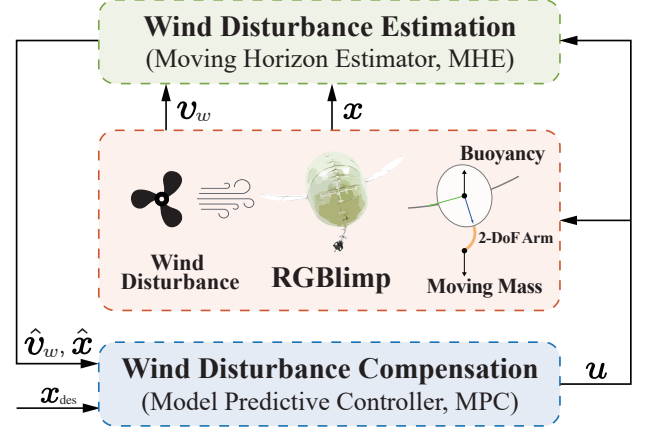 Wind Disturbance Estimation
(Moving Horizon Estimator, MHE)
𝒗_w
𝒙
Buoyancy
2-DoF Arm
Wind
Disturbance
RGBlimp
Moving Mass
𝒗̂_w, 𝒙̂
Wind Disturbance Compensation
(Model Predictive Controller, MPC)
𝒖
𝒙_des